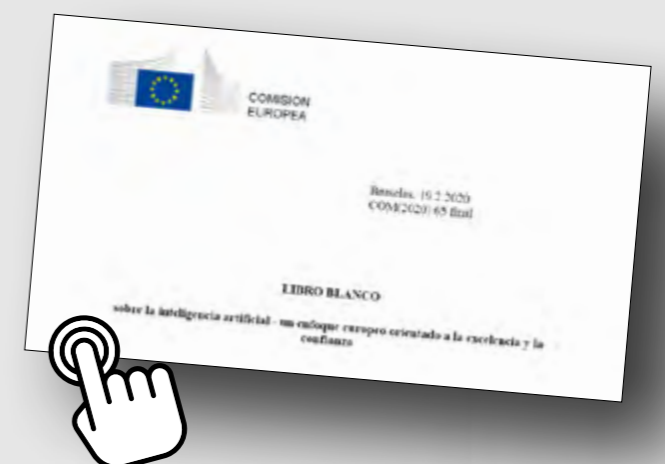 COMISIÓN
EUROPEA
Bruselas, 19.2.2020
COM(2020) 65 final
LIBRO BLANCO
sobre la inteligencia artificial - un enfoque europeo orientado a la excelencia y la
confianza